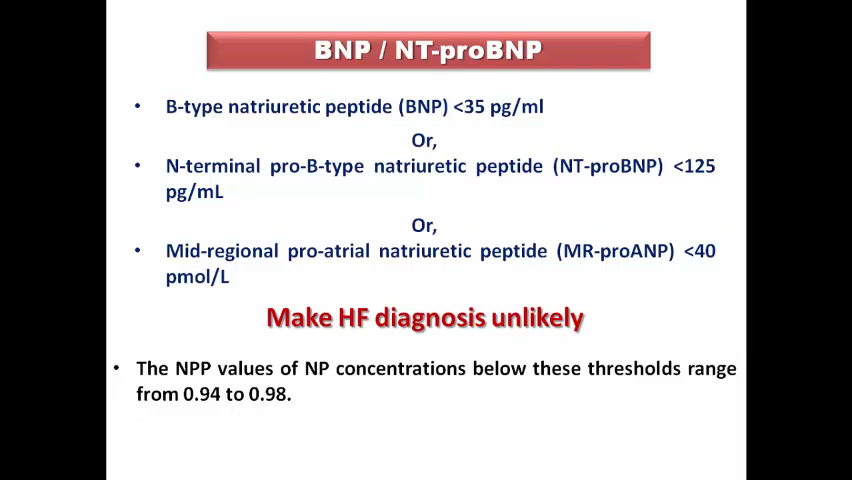 BNP / NT-proBNP
• B-type natriuretic peptide (BNP) <35 pg/ml
Or,
• N-terminal pro-B-type natriuretic peptide (NT-proBNP) <125
pg/mL
Or,
• Mid-regional pro-atrial natriuretic peptide (MR-proANP) <40
pmol/L
Make HF diagnosis unlikely
• The NPP values of NP concentrations below these thresholds range
from 0.94 to 0.98.